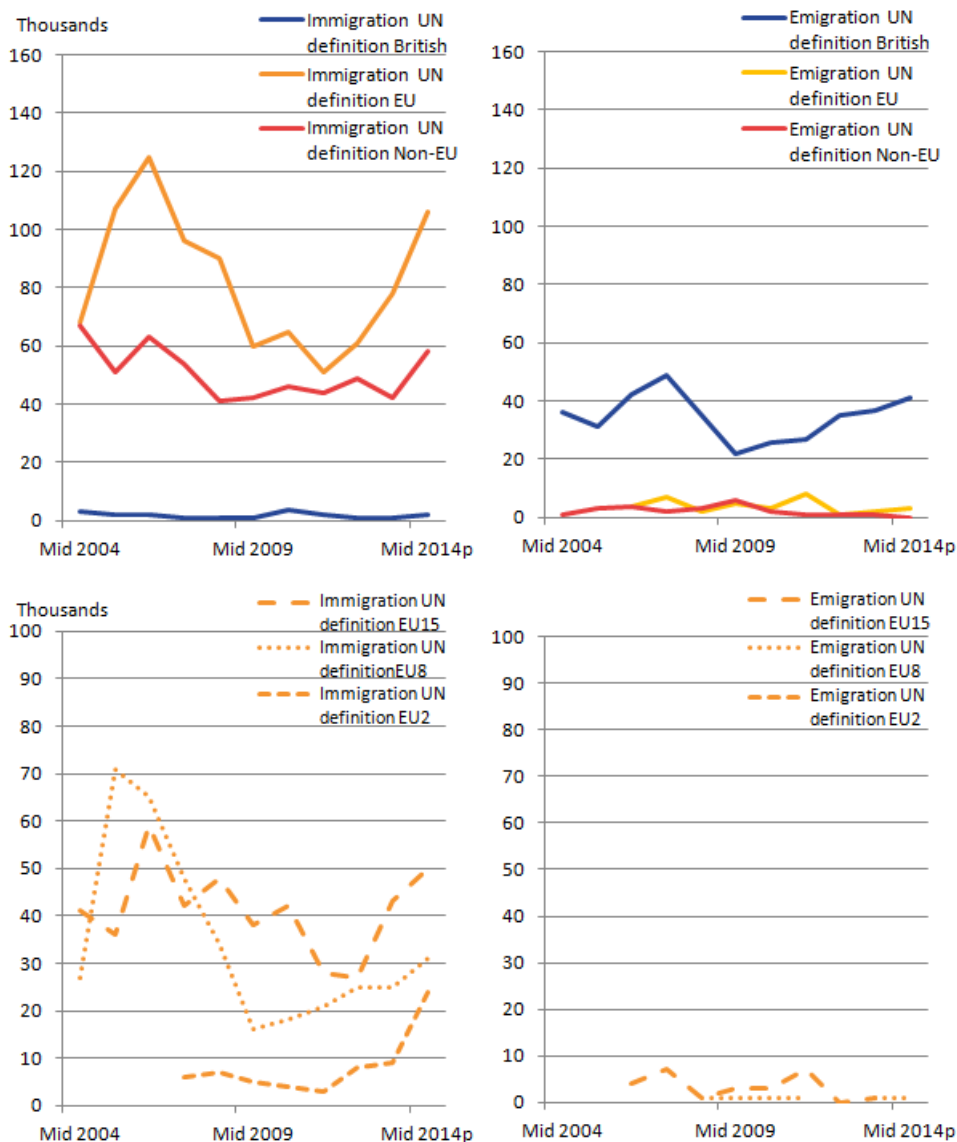 Thousands
Immigration UN
definition British
Immigration UN
definition EU
Immigration UN
definition Non-EU
160
140
120
100
80
60
40
20
0
Mid 2004
Mid 2009
Mid 2014p
Emigration UN
definition British
Emigration UN
definition EU
Emigration UN
definition Non-EU
160
140
120
100
80
60
40
20
0
Mid 2004
Mid 2009
Mid 2014p
Thousands
Immigration UN
definition EU15
Immigration UN
definitionEU8
Immigration UN
definition EU2
100
90
80
70
60
50
40
30
20
10
0
Mid 2004
Mid 2009
Mid 2014p
Emigration UN
definition EU15
Emigration UN
definition EU8
Emigration UN
definition EU2
100
90
80
70
60
50
40
30
20
10
0
Mid 2004
Mid 2009
Mid 2014p